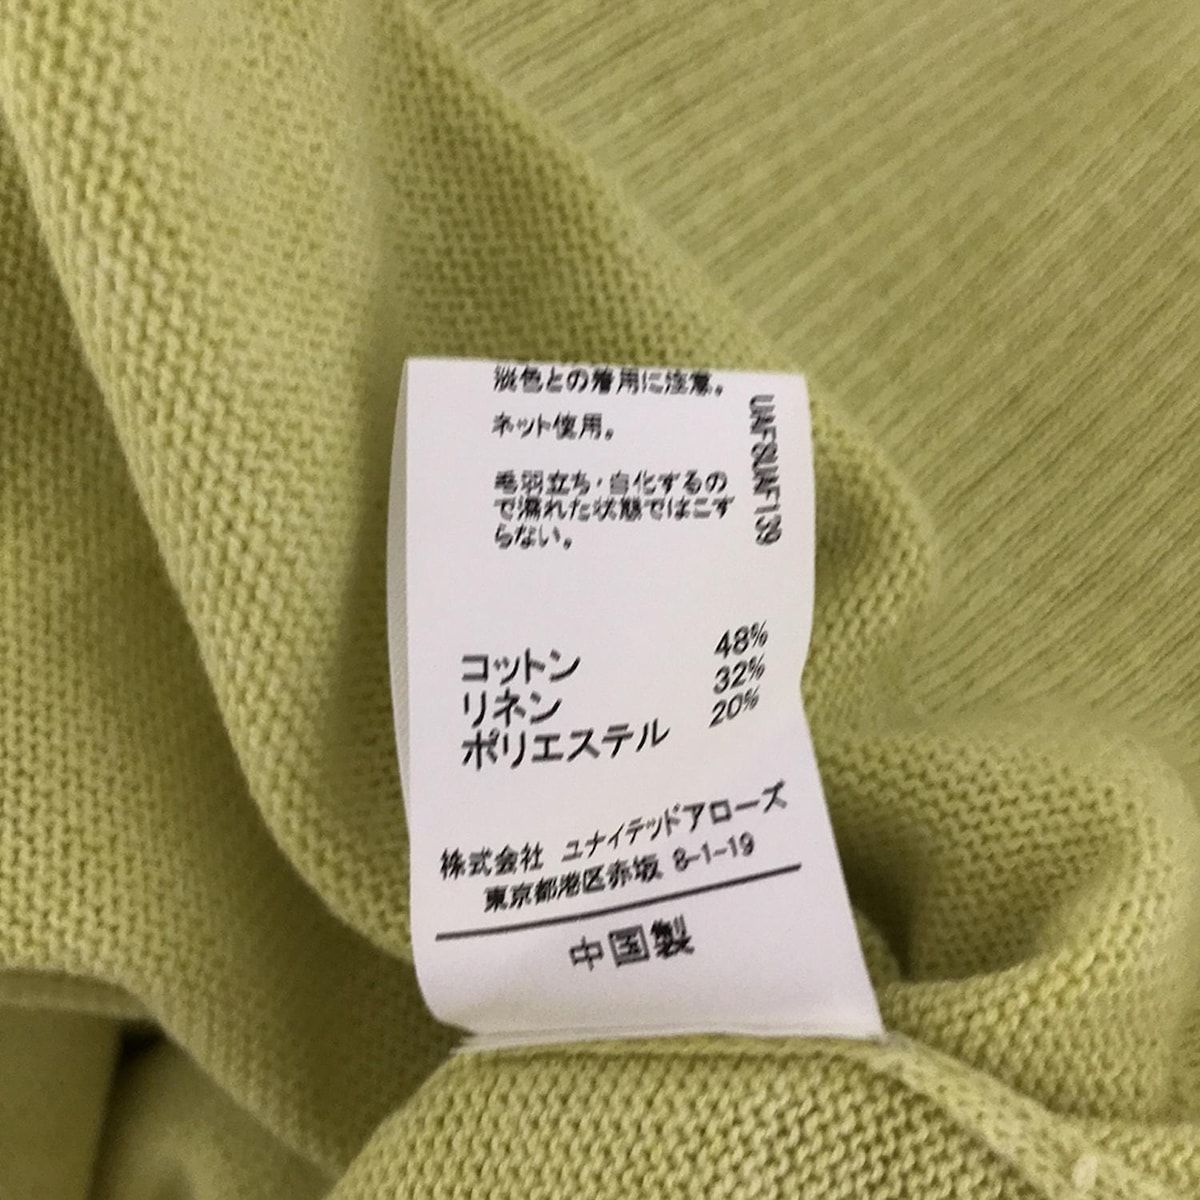 淡色との着用に注意。
ネット使用。
毛羽立ち・白化するの
で濡れた状態ではこす
らない。
コットン 48%
リネン 32%
ポリエステル 20%
株式会社 ユナイテッドアローズ
東京都港区赤坂 8-1-19
中国製